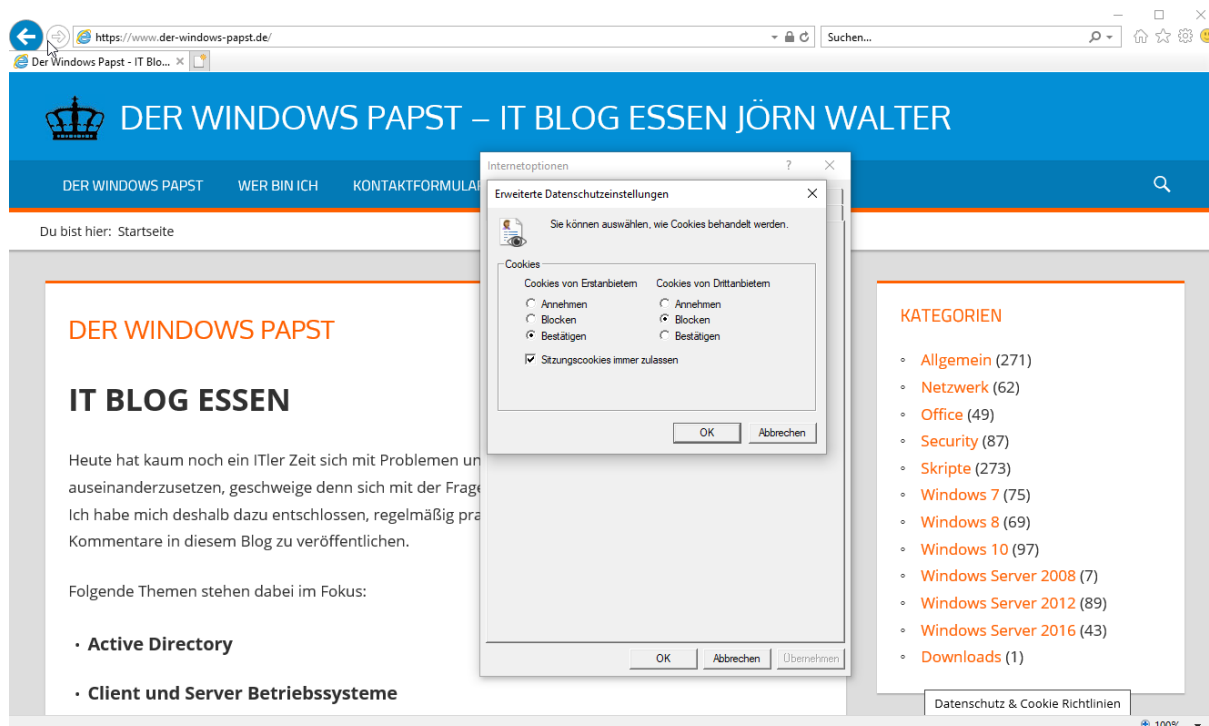 https://www.der-windows-papst.de/
Suchen...
Der Windows Papst - IT Blo...
DER WINDOWS PAPST – IT BLOG ESSEN JÖRN WALTER
DER WINDOWS PAPST
WER BIN ICH
KONTAKTFORMULAR
Du bist hier: Startseite
Internetoptionen
Erweiterte Datenschutzeinstellungen
Sie können auswählen, wie Cookies behandelt werden.
Cookies
Cookies von Erstanbietern
Cookies von Drittanbietern
Annehmen
Annehmen
Blocken
Blocken
Bestätigen
Bestätigen
Sitzungscookies immer zulassen
OK
Abbrechen
OK
Abbrechen
Übernehmen
DER WINDOWS PAPST
IT BLOG ESSEN
Heute hat kaum noch ein ITler Zeit sich mit Problemen un
auseinanderzusetzen, geschweige denn sich mit der Frage
Ich habe mich deshalb dazu entschlossen, regelmäßig pra
Kommentare in diesem Blog zu veröffentlichen.
Folgende Themen stehen dabei im Fokus:
• Active Directory
• Client und Server Betriebssysteme
KATEGORIEN
Allgemein (271)
Netzwerk (62)
Office (49)
Security (87)
Skripte (273)
Windows 7 (75)
Windows 8 (69)
Windows 10 (97)
Windows Server 2008 (7)
Windows Server 2012 (89)
Windows Server 2016 (43)
Downloads (1)
Datenschutz & Cookie Richtlinien
100%